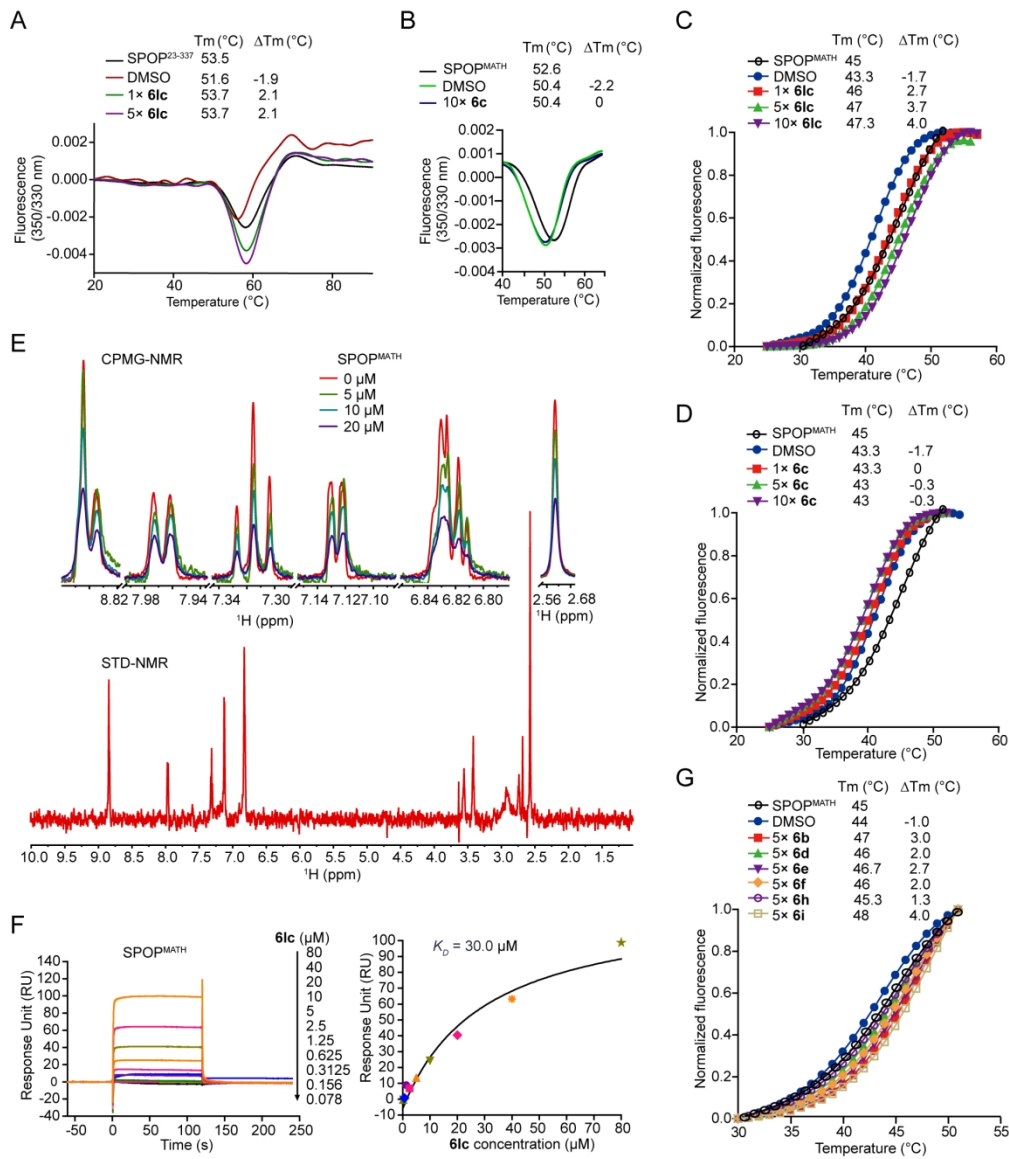 A
Tm (°C) ΔTm (°C)
SPOP23-337 53.5
DMSO 51.6 -1.9
1× 6lc 53.7 2.1
5× 6lc 53.7 2.1
0.002
0.000
-0.002
-0.004
Fluorescence
(350/330 nm)
20 40 60 80
Temperature (°C)
B
Tm (°C) ΔTm (°C)
SPOPMATH 52.6
DMSO 50.4 -2.2
10× 6c 50.4 0
0.002
0.001
0.000
-0.001
-0.002
-0.003
-0.004
Fluorescence
(350/330 nm)
40 50 60
Temperature (°C)
C
Tm (°C) ΔTm (°C)
SPOPMATH 45
DMSO 43.3 -1.7
1× 6lc 46 2.7
5× 6lc 47 3.7
10× 6lc 47.3 4.0
1.0
0.8
0.6
0.4
0.2
0.0
Normalized fluorescence
20 30 40 50 60
Temperature (°C)
D
Tm (°C) ΔTm (°C)
SPOPMATH 45
DMSO 43.3 -1.7
1× 6c 43.3 0
5× 6c 43 -0.3
10× 6c 43 -0.3
1.0
0.8
0.6
0.4
0.2
0.0
Normalized fluorescence
20 30 40 50 60
Temperature (°C)
E
CPMG-NMR
SPOPMATH
0 μM
5 μM
10 μM
20 μM
8.82 7.98 7.94 7.34 7.30 7.14 7.12 7.10 6.84 6.82 6.80 2.56 2.68
¹H (ppm) ¹H (ppm)
STD-NMR
10.0 9.5 9.0 8.5 8.0 7.5 7.0 6.5 6.0 5.5 5.0 4.5 4.0 3.5 3.0 2.5 2.0 1.5
¹H (ppm)
F
SPOPMATH
6lc (μM)
80
40
20
10
5
2.5
1.25
0.625
0.3125
0.156
0.078
140
120
100
80
60
40
20
0
-20
-40
Response Unit (RU)
-50 0 50 100 150 200 250
Time (s)
KD = 30.0 μM
100
90
80
70
60
50
40
30
20
10
0
-10
Response Unit (RU)
0 20 40 60 80
6lc concentration (μM)
G
Tm (°C) ΔTm (°C)
SPOPMATH 45
DMSO 44 -1.0
5× 6b 47 3.0
5× 6d 46 2.0
5× 6e 46.7 2.7
5× 6f 46 2.0
5× 6h 45.3 1.3
5× 6i 48 4.0
1.0
0.8
0.6
0.4
0.2
0.0
Normalized fluorescence
30 35 40 45 50 55
Temperature (°C)